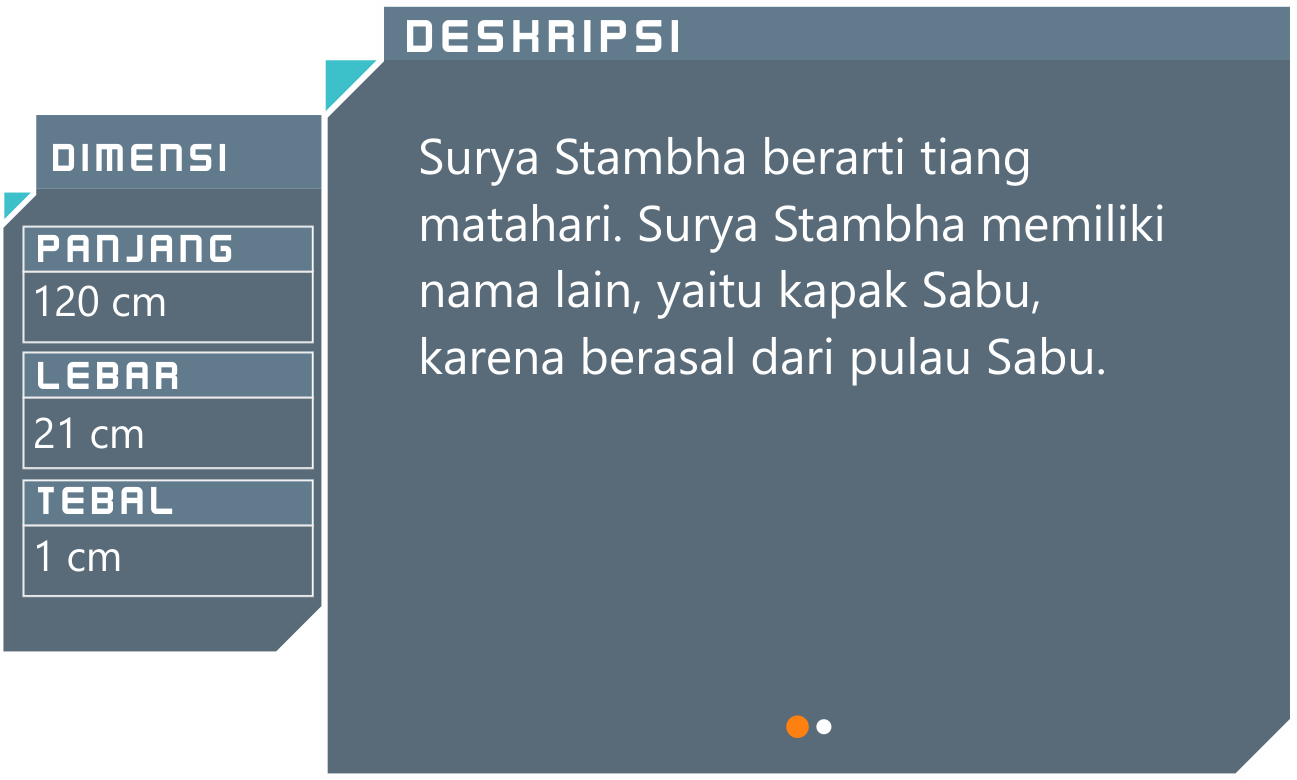 DESKRIPSI
Surya Stambha berarti tiang
matahari. Surya Stambha memiliki
nama lain, yaitu kapak Sabu,
karena berasal dari pulau Sabu.
DIMENSI
PANJANG
120 cm
LEBAR
21 cm
TEBAL
1 cm